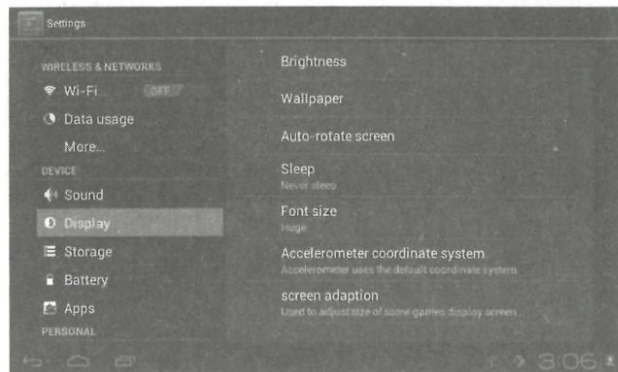 Settings
WIRELESS & NETWORKS
Wi-Fi OFF
Data usage
More...
DEVICE
Sound
Display
Storage
Battery
Apps
PERSONAL
Brightness
Wallpaper
Auto-rotate screen
Sleep
Never sleep
Font size
Huge
Accelerometer coordinate system
Accelerometer uses the default coordinate system
screen adaption
Used to adjust size of some games display screen
3:06